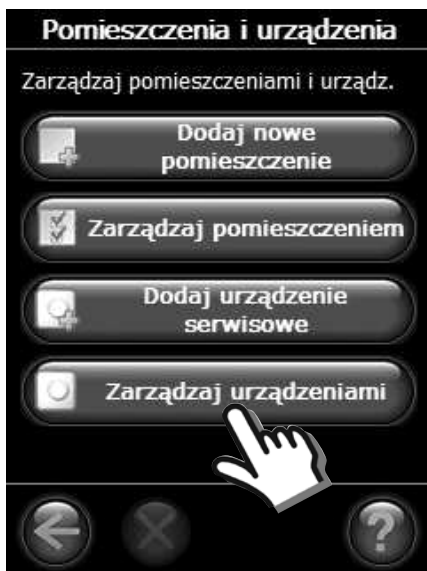 Pomieszczenia i urządzenia
Zarządzaj pomieszczeniami i urządz.
Dodaj nowe
pomieszczenie
Zarządzaj pomieszczeniem
Dodaj urządzenie
serwisowe
Zarządzaj urządzeniami
?